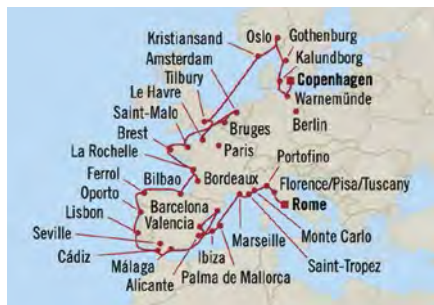 Oslo
Gothenburg
Kristiansand
Kalundborg
Amsterdam
Copenhagen
Tilbury
Le Havre
Warnemünde
Saint-Malo
Bruges
Berlin
Brest
Paris
Portofino
La Rochelle
Ferrol
Bilbao
Bordeaux
Florence/Pisa/Tuscany
Oporto
Barcelona
Rome
Lisbon
Valencia
Seville
Marseille
Monte Carlo
Cádiz
Ibiza
Málaga
Saint-Tropez
Alicante
Palma de Mallorca